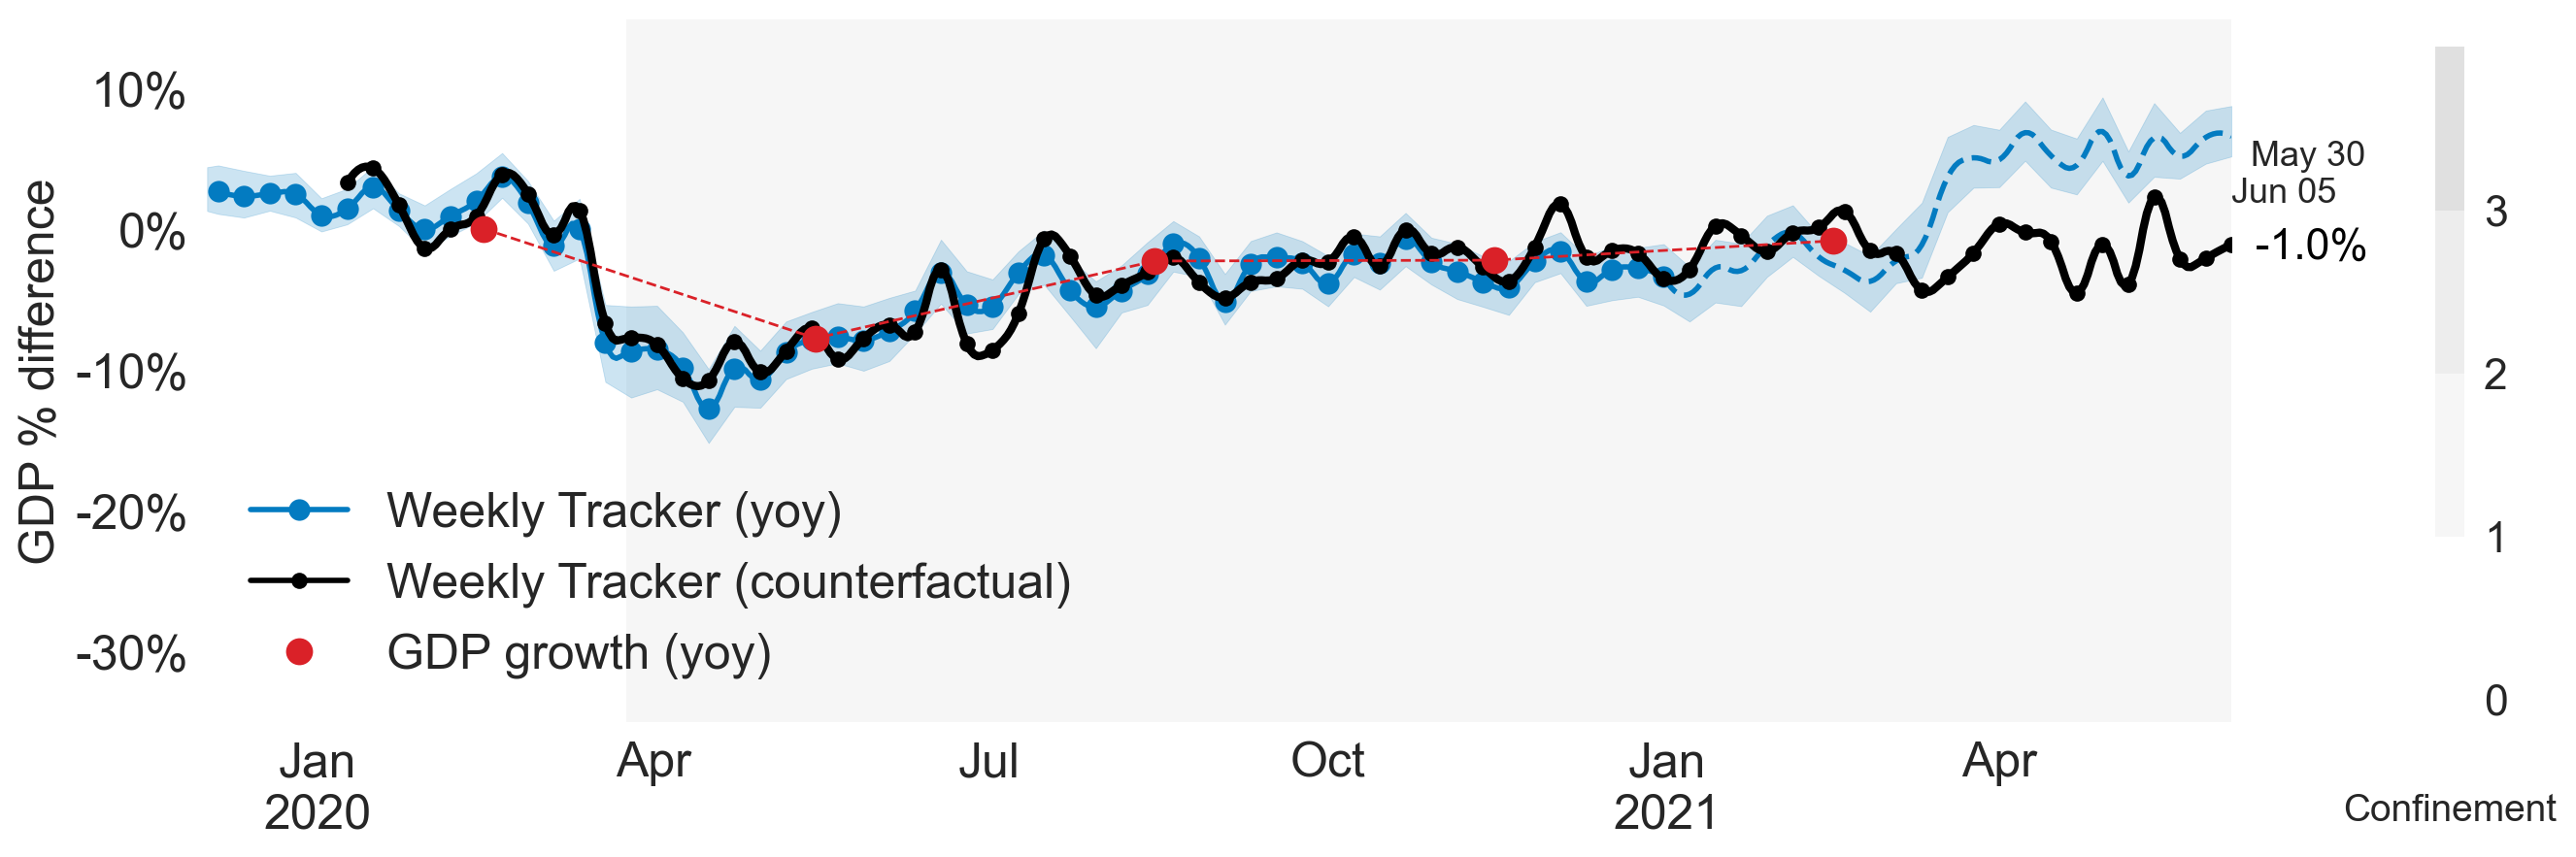 GDP % difference
10%
0%
-10%
-20%
-30%
Weekly Tracker (yoy)
Weekly Tracker (counterfactual)
GDP growth (yoy)
Jan
2020
Apr
Jul
Oct
Jan
2021
Apr
May 30
Jun 05
-1.0%
3
2
1
0
Confinement